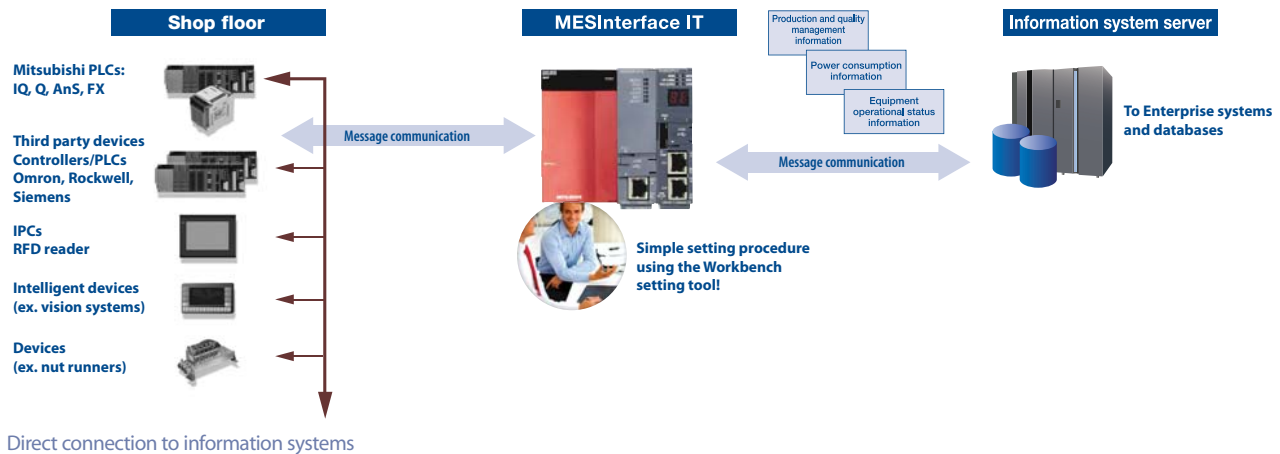 Shop floor
MESInterface IT
Information system server
Production and quality
management
information
Power consumption
information
Equipment
operational status
information
Mitsubishi PLCs:
IQ, Q, AnS, FX
Third party devices
Controllers/PLCs
Omron, Rockwell,
Siemens
IPCs
RFD reader
Intelligent devices
(ex. vision systems)
Devices
(ex. nut runners)
Message communication
Message communication
Simple setting procedure
using the Workbench
setting tool!
To Enterprise systems
and databases
Direct connection to information systems